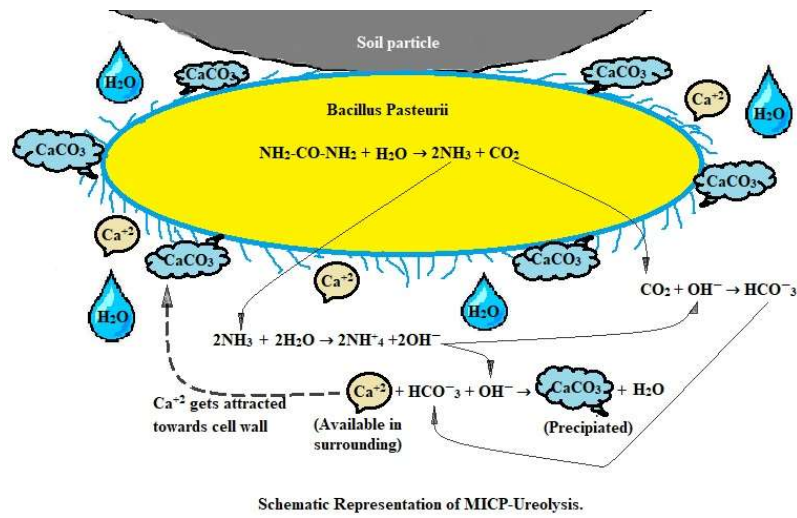 Soil particle
H₂O
CaCO₃
CaCO₃
Ca⁺²
H₂O
Bacillus Pasteurii
CaCO₃
NH₂-CO-NH₂ + H₂O → 2NH₃ + CO₂
CaCO₃
Ca⁺²
CaCO₃
CaCO₃
Ca⁺²
H₂O
H₂O
CO₂ + OH⁻ → HCO⁻₃
2NH₃ + 2H₂O → 2NH⁺₄ +2OH⁻
Ca⁺² + HCO⁻₃ + OH⁻ → CaCO₃ + H₂O
Ca⁺² gets attracted
towards cell wall
(Available in
surrounding)
(Precipiated)
Schematic Representation of MICP-Ureolysis.